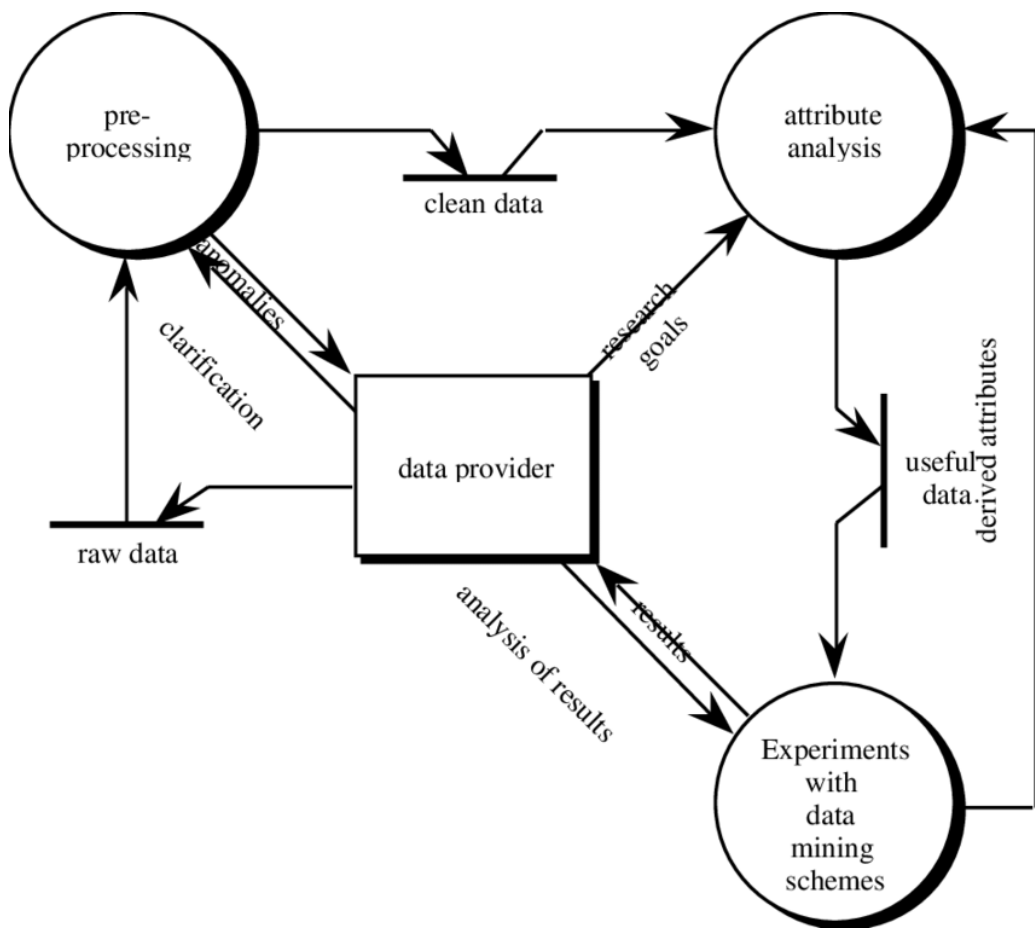 pre-
processing
attribute
analysis
clean data
anomalies
clarification
research
goals
data provider
raw data
useful
data
derived attributes
analysis of results
results
Experiments
with
data
mining
schemes